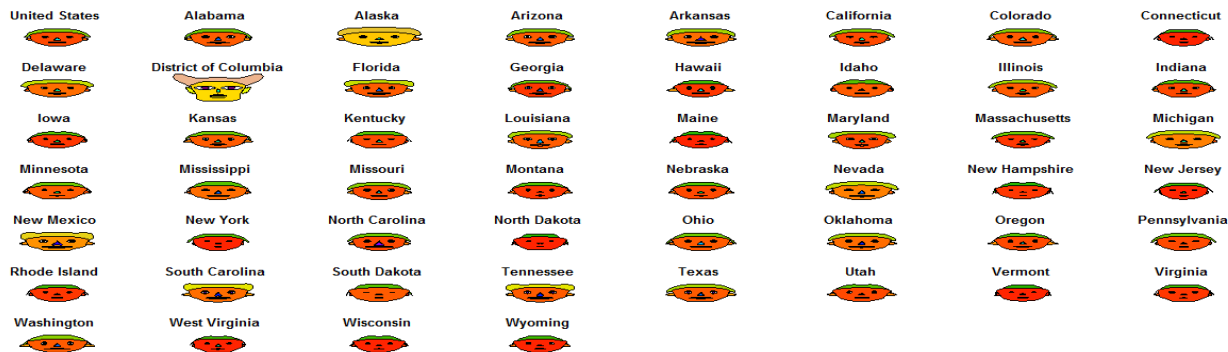 United States Alabama Alaska Arizona Arkansas California Colorado Connecticut
Delaware District of Columbia Florida Georgia Hawaii Idaho Illinois Indiana
Iowa Kansas Kentucky Louisiana Maine Maryland Massachusetts Michigan
Minnesota Mississippi Missouri Montana Nebraska Nevada New Hampshire New Jersey
New Mexico New York North Carolina North Dakota Ohio Oklahoma Oregon Pennsylvania
Rhode Island South Carolina South Dakota Tennessee Texas Utah Vermont Virginia
Washington West Virginia Wisconsin Wyoming